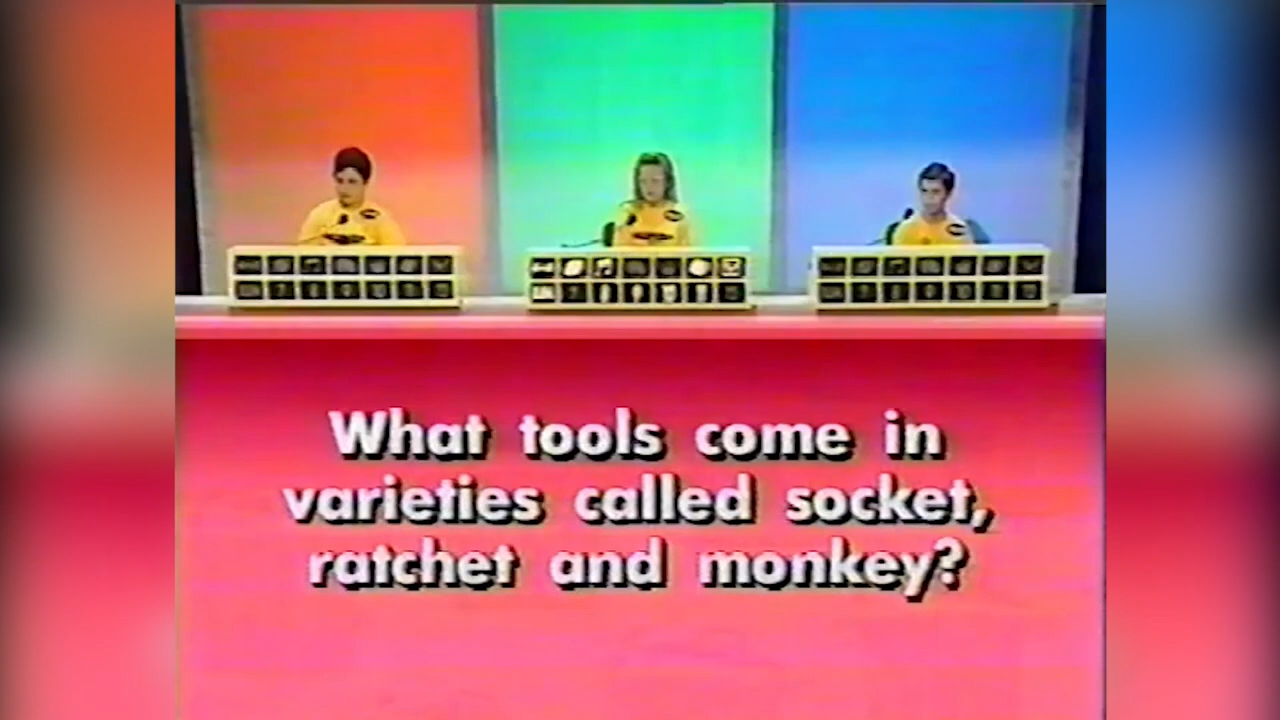 What tools come in
varieties called socket,
ratchet and monkey?